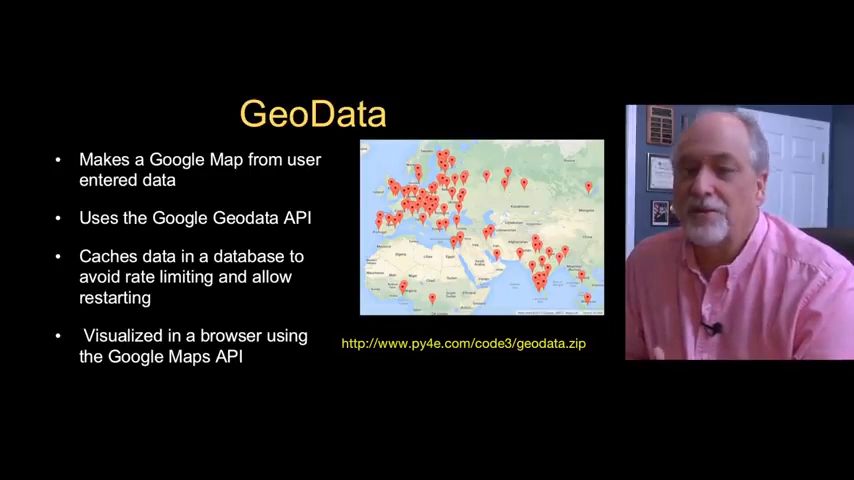 GeoData
• Makes a Google Map from user
entered data
• Uses the Google Geodata API
• Caches data in a database to
avoid rate limiting and allow
restarting
• Visualized in a browser using
the Google Maps API
http://www.py4e.com/code3/geodata.zip